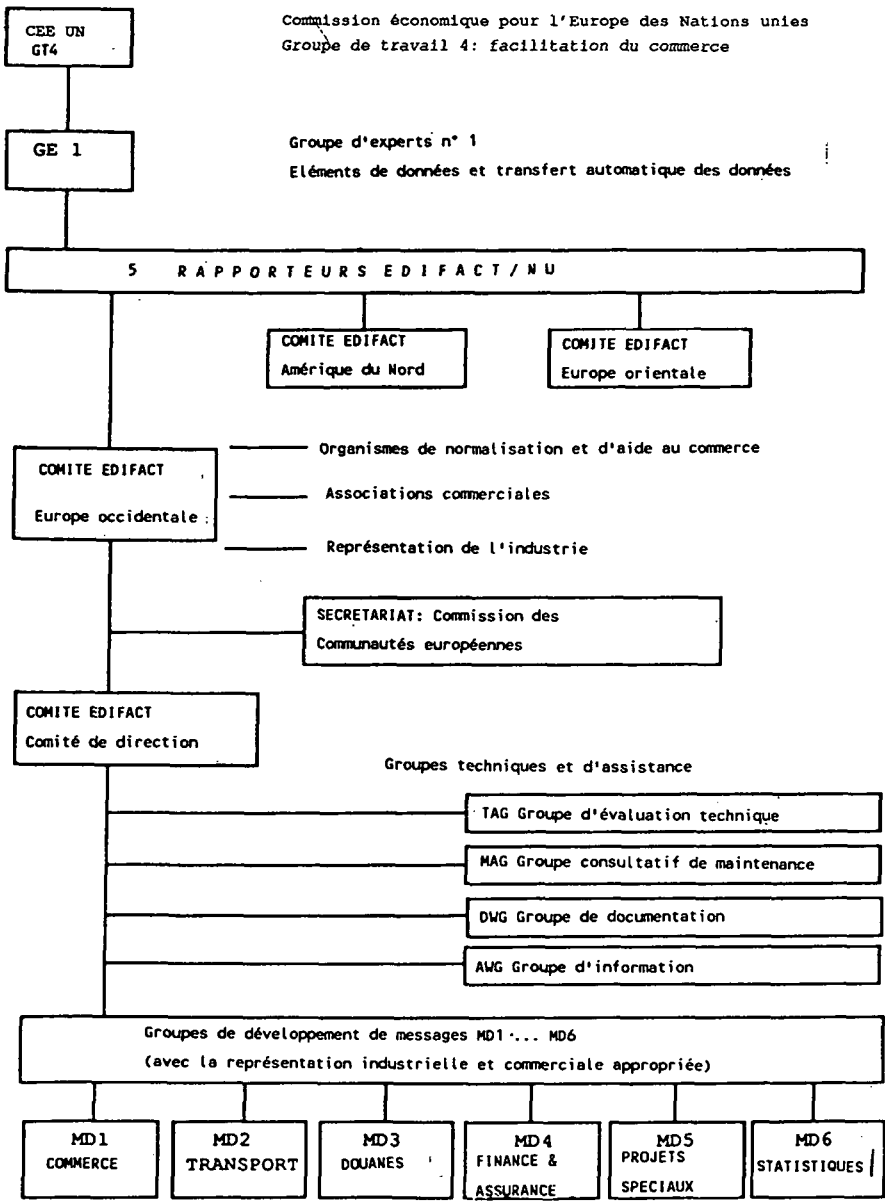 CEE UN
GT4
Commission économique pour l'Europe des Nations unies
Groupe de travail 4: facilitation du commerce
GE 1
Groupe d'experts n° 1
Eléments de données et transfert automatique des données
5 RAPPORTEURS EDIFACT/NU
COMITE EDIFACT
Amérique du Nord
COMITE EDIFACT
Europe orientale
COMITE EDIFACT
Europe occidentale
Organismes de normalisation et d'aide au commerce
Associations commerciales
Représentation de l'industrie
SECRETARIAT: Commission des
Communautés européennes
COMITE EDIFACT
Comité de direction
Groupes techniques et d'assistance
TAG Groupe d'évaluation technique
MAG Groupe consultatif de maintenance
DWG Groupe de documentation
AWG Groupe d'information
Groupes de développement de messages MD1 ... MD6
(avec la représentation industrielle et commerciale appropriée)
MD1
COMMERCE
MD2
TRANSPORT
MD3
DOUANES
MD4
FINANCE &
ASSURANCE
MD5
PROJETS
SPECIAUX
MD6
STATISTIQUES